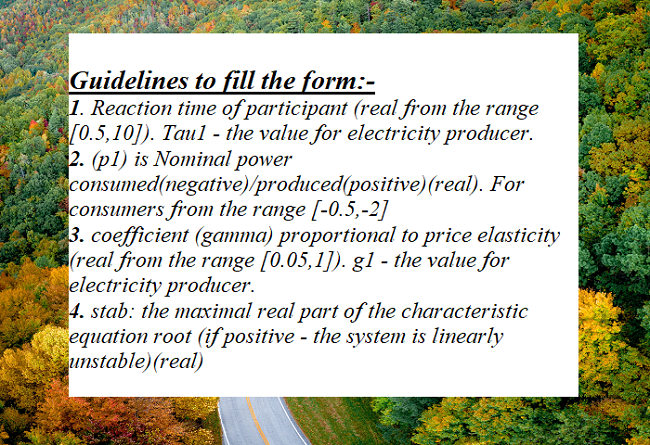 Guidelines to fill the form:-
1. Reaction time of participant (real from the range
[0.5,10]). Tau1 - the value for electricity producer.
2. (p1) is Nominal power
consumed(negative)/produced(positive)(real). For
consumers from the range [-0.5,-2]
3. coefficient (gamma) proportional to price elasticity
(real from the range [0.05,1]). g1 - the value for
electricity producer.
4. stab: the maximal real part of the characteristic
equation root (if positive - the system is linearly
unstable)(real)